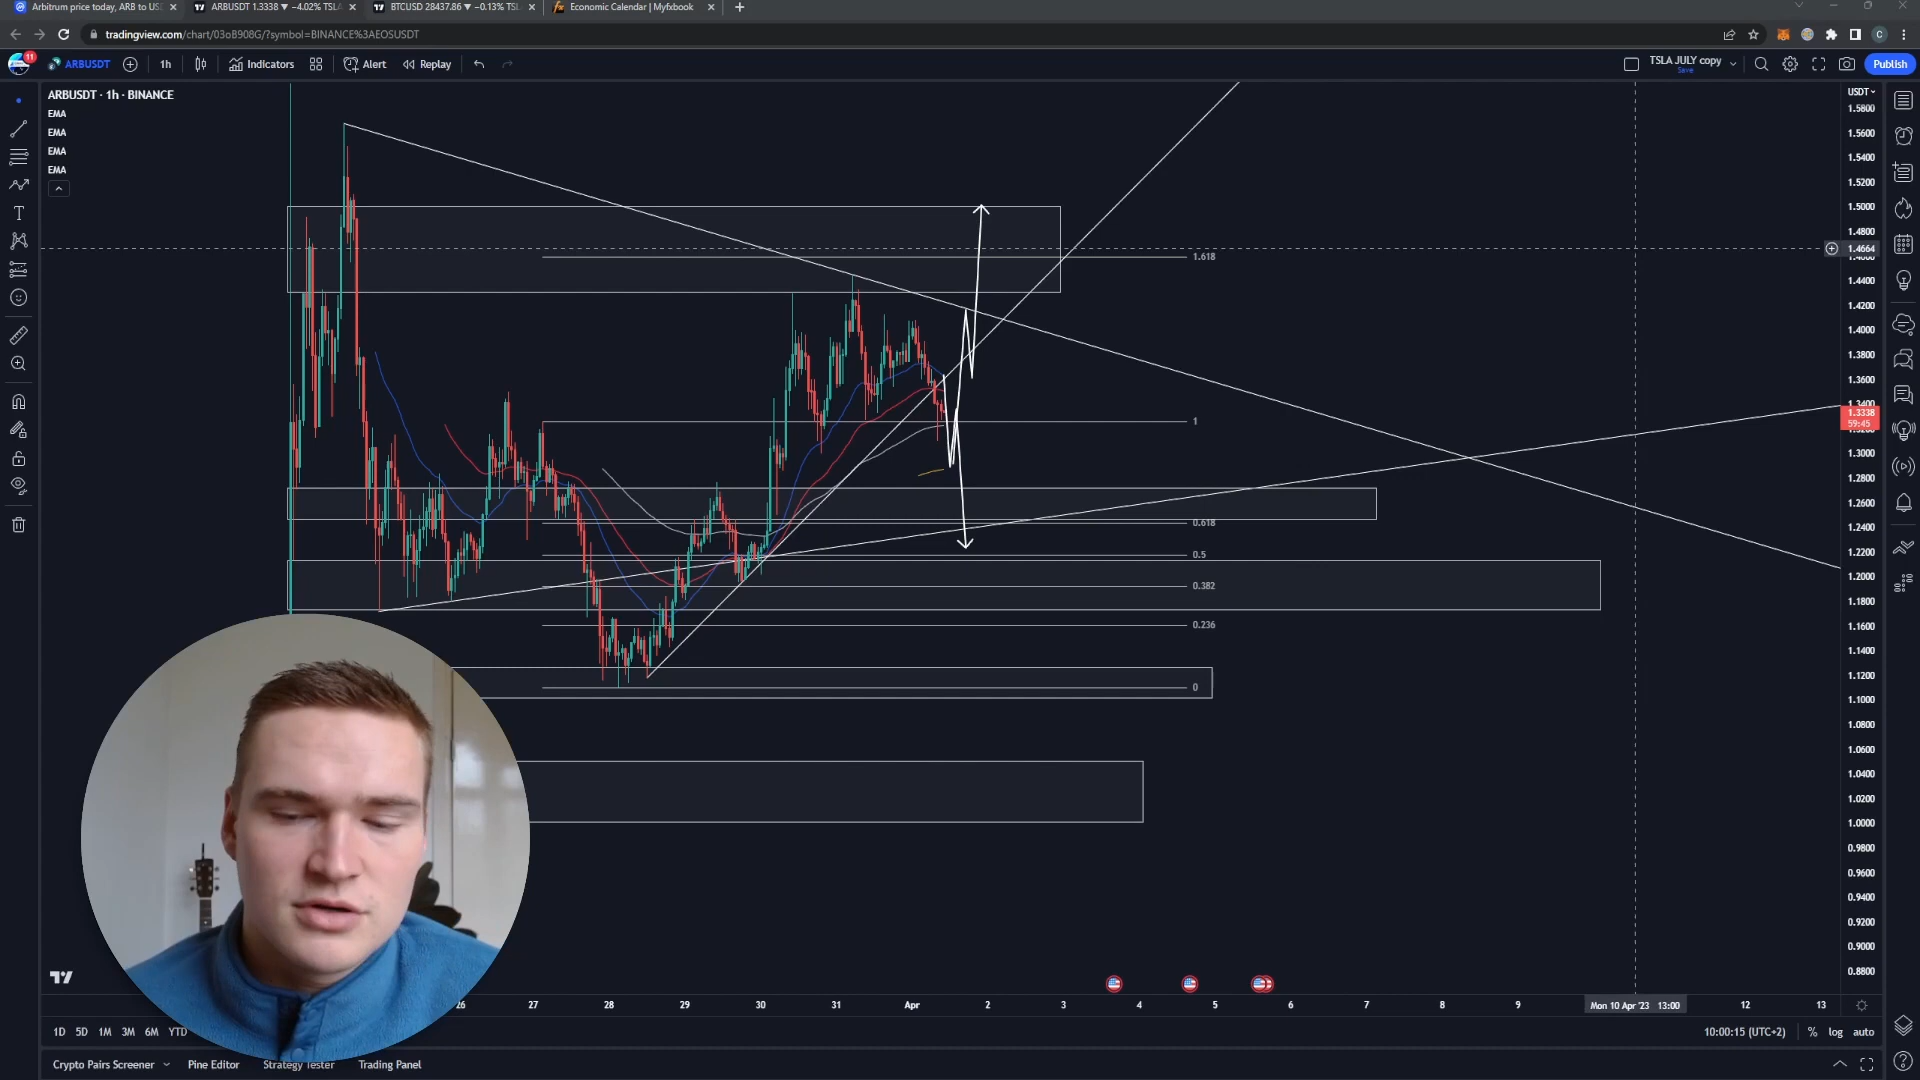 Arbitrum price today, ARB to US
ARBUSDT 1.3338 ▼ −4.02% TSLA
BTCUSD 28437.86 ▼ −0.13% TSL
Economic Calendar | Myfxbook
tradingview.com/chart/03oB908G/?symbol=BINANCE%3AEOSUSDT
11
ARBUSDT
1h
Indicators
Alert
Replay
TSLA JULY copy
Save
Publish
ARBUSDT · 1h · BINANCE
EMA
EMA
EMA
EMA
USDT
1.5800
1.5600
1.5400
1.5200
1.5000
1.4800
1.4664
1.4400
1.4200
1.4000
1.3800
1.3600
1.3400
1.3338
59:45
1.3000
1.2800
1.2600
1.2400
1.2200
1.2000
1.1800
1.1600
1.1400
1.1200
1.1000
1.0800
1.0600
1.0400
1.0200
1.0000
0.9800
0.9600
0.9400
0.9200
0.9000
0.8800
1.618
1
0.618
0.5
0.382
0.236
0
26
27
28
29
30
31
Apr
2
3
4
5
6
7
8
9
Mon 10 Apr '23 13:00
12
13
1D
5D
1M
3M
6M
YTD
10:00:15 (UTC+2)
%
log
auto
Crypto Pairs Screener
Pine Editor
Strategy Tester
Trading Panel